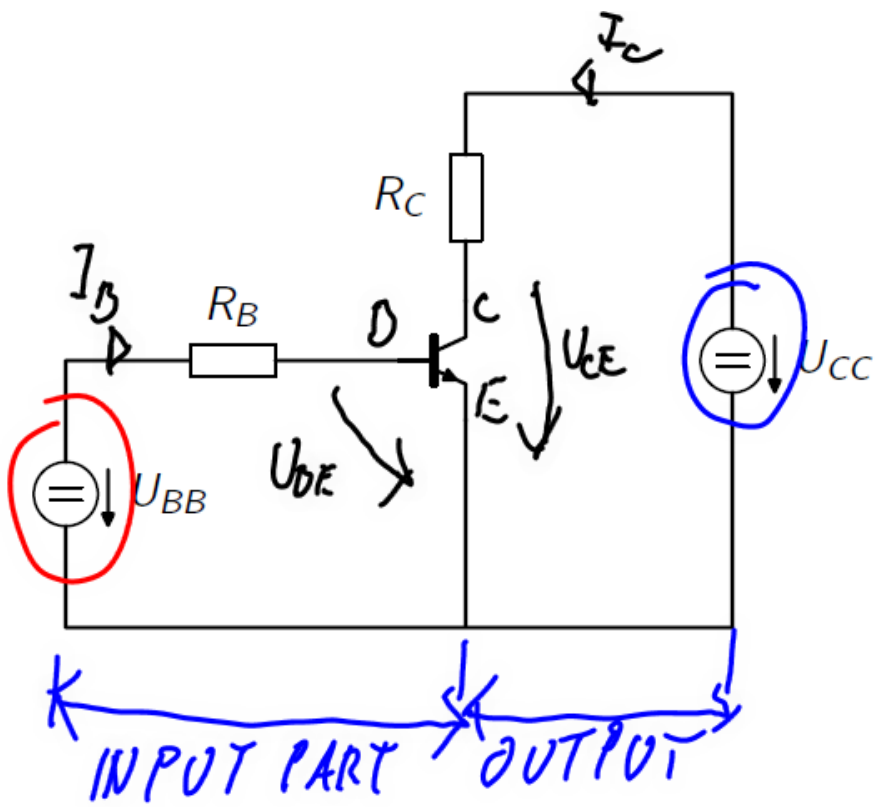 I_C
R_C
I_B
R_B
B
C
U_CE
E
U_CC
U_BE
U_BB
INPUT PART
OUTPUT